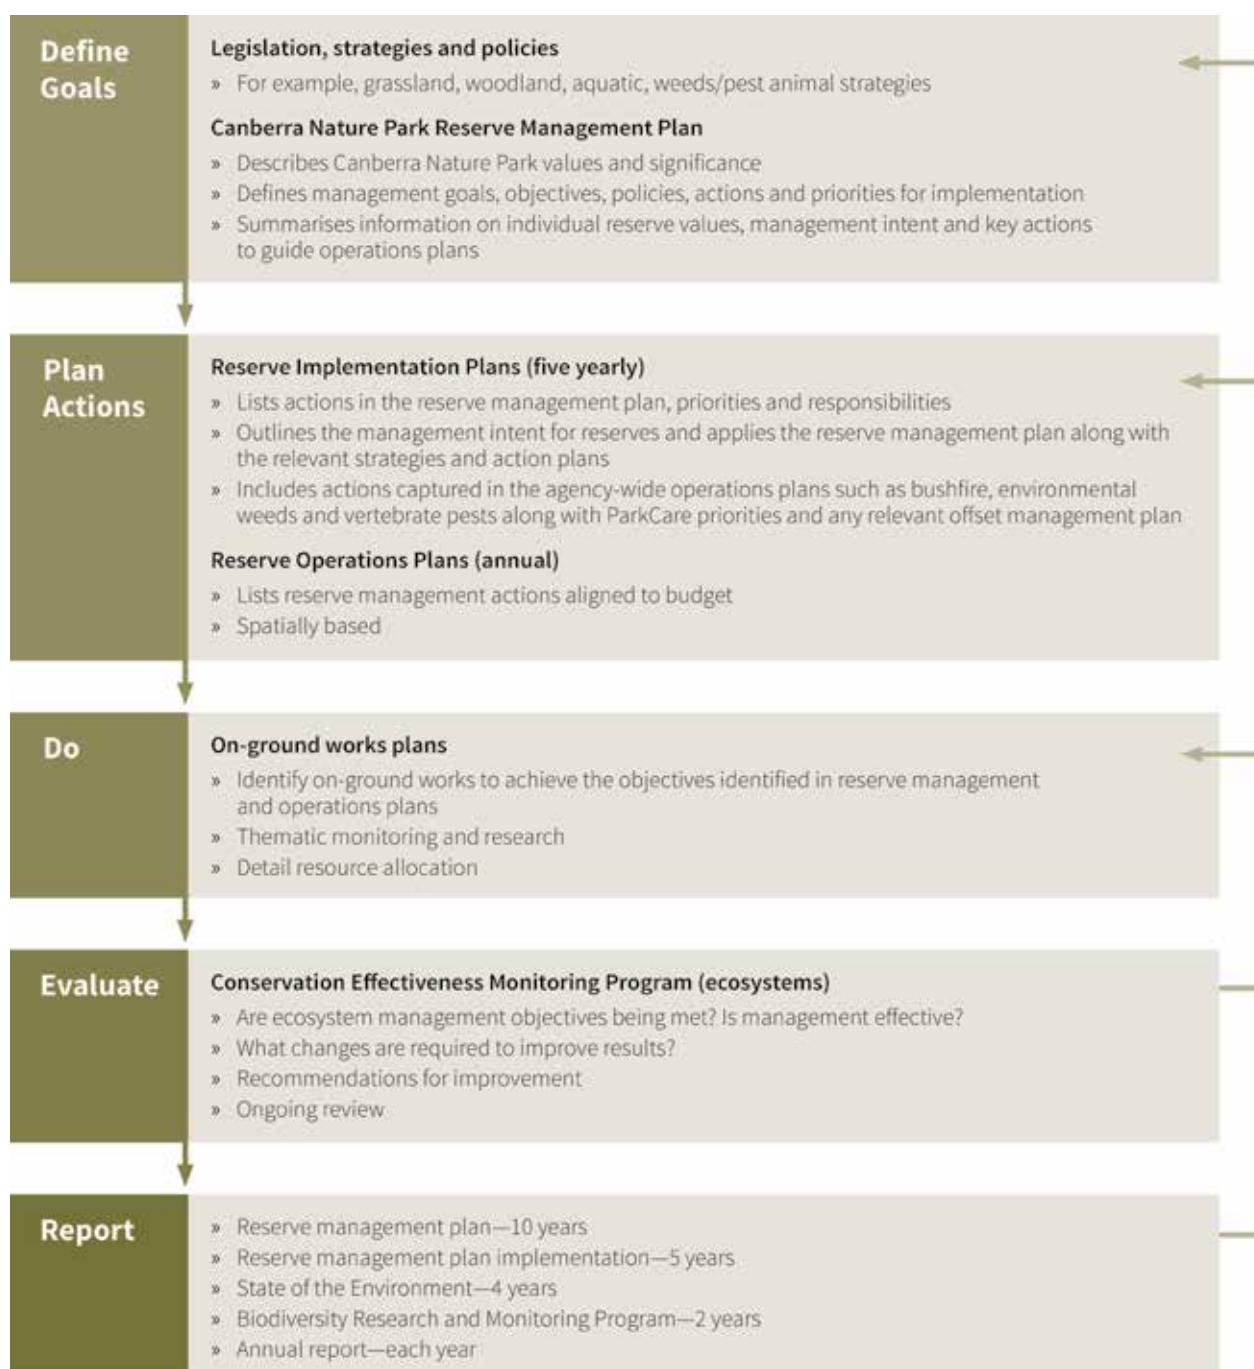 Define
Goals
Legislation, strategies and policies
» For example, grassland, woodland, aquatic, weeds/pest animal strategies
Canberra Nature Park Reserve Management Plan
» Describes Canberra Nature Park values and significance
» Defines management goals, objectives, policies, actions and priorities for implementation
» Summarises information on individual reserve values, management intent and key actions
to guide operations plans
Plan
Actions
Reserve Implementation Plans (five yearly)
» Lists actions in the reserve management plan, priorities and responsibilities
» Outlines the management intent for reserves and applies the reserve management plan along with
the relevant strategies and action plans
» Includes actions captured in the agency-wide operations plans such as bushfire, environmental
weeds and vertebrate pests along with ParkCare priorities and any relevant offset management plan
Reserve Operations Plans (annual)
» Lists reserve management actions aligned to budget
» Spatially based
Do
On-ground works plans
» Identify on-ground works to achieve the objectives identified in reserve management
and operations plans
» Thematic monitoring and research
» Detail resource allocation
Evaluate
Conservation Effectiveness Monitoring Program (ecosystems)
» Are ecosystem management objectives being met? Is management effective?
» What changes are required to improve results?
» Recommendations for improvement
» Ongoing review
Report
» Reserve management plan—10 years
» Reserve management plan implementation—5 years
» State of the Environment—4 years
» Biodiversity Research and Monitoring Program—2 years
» Annual report—each year